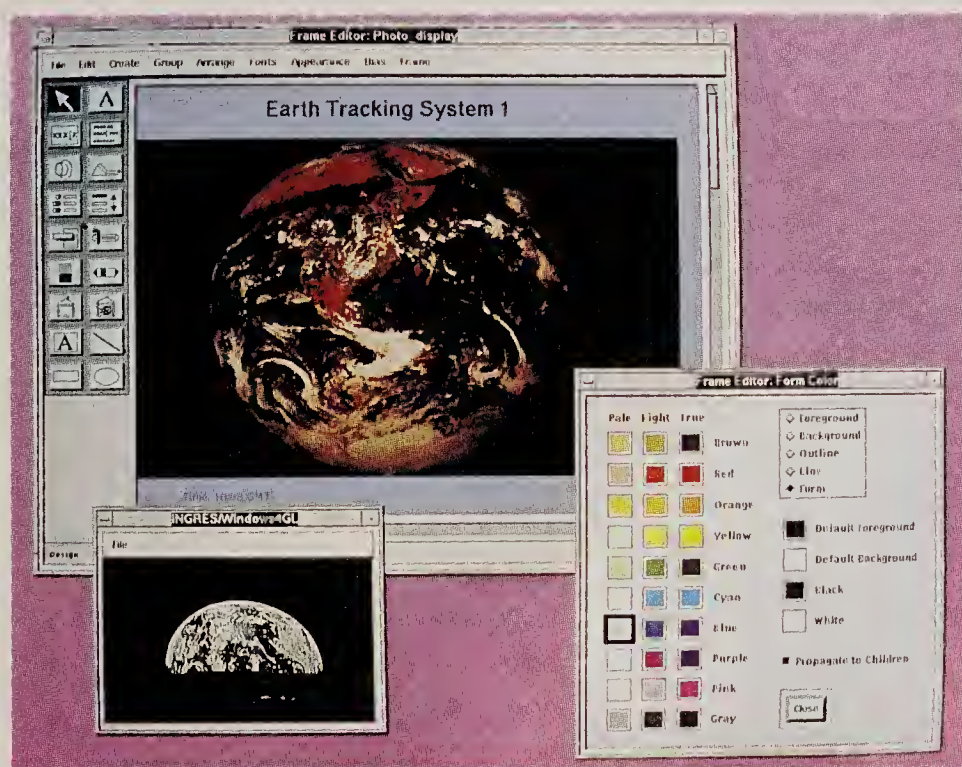 Frame Editor: Photo_display
File Edit Create Group Arrange Fonts Appearance Bias Frame
Earth Tracking System 1
A
A
Design
INGRES/Windows4GL
File
Frame Editor: Form Color
Pale Light True
Brown
Red
Orange
Yellow
Green
Cyan
Blue
Purple
Pink
Gray
Foreground
Background
Outline
Line
Form
Default Foreground
Default Background
Black
White
Propagate to Children
Close